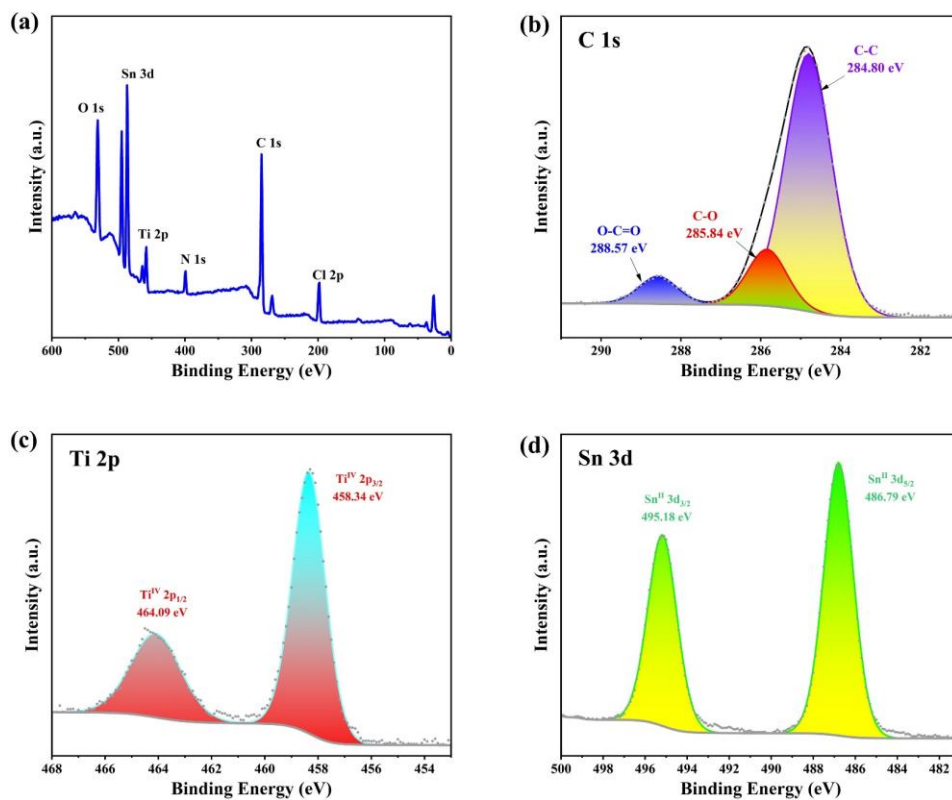 (a)
Intensity (a.u.)
O 1s
Sn 3d
Ti 2p
N 1s
C 1s
Cl 2p
600 500 400 300 200 100 0
Binding Energy (eV)
(b)
C 1s
Intensity (a.u.)
C-C
284.80 eV
C-O
285.84 eV
O-C=O
288.57 eV
290 288 286 284 282
Binding Energy (eV)
(c)
Ti 2p
Intensity (a.u.)
Ti^IV 2p_1/2
464.09 eV
Ti^IV 2p_3/2
458.34 eV
468 466 464 462 460 458 456 454
Binding Energy (eV)
(d)
Sn 3d
Intensity (a.u.)
Sn^II 3d_3/2
495.18 eV
Sn^II 3d_5/2
486.79 eV
500 498 496 494 492 490 488 486 484 482
Binding Energy (eV)